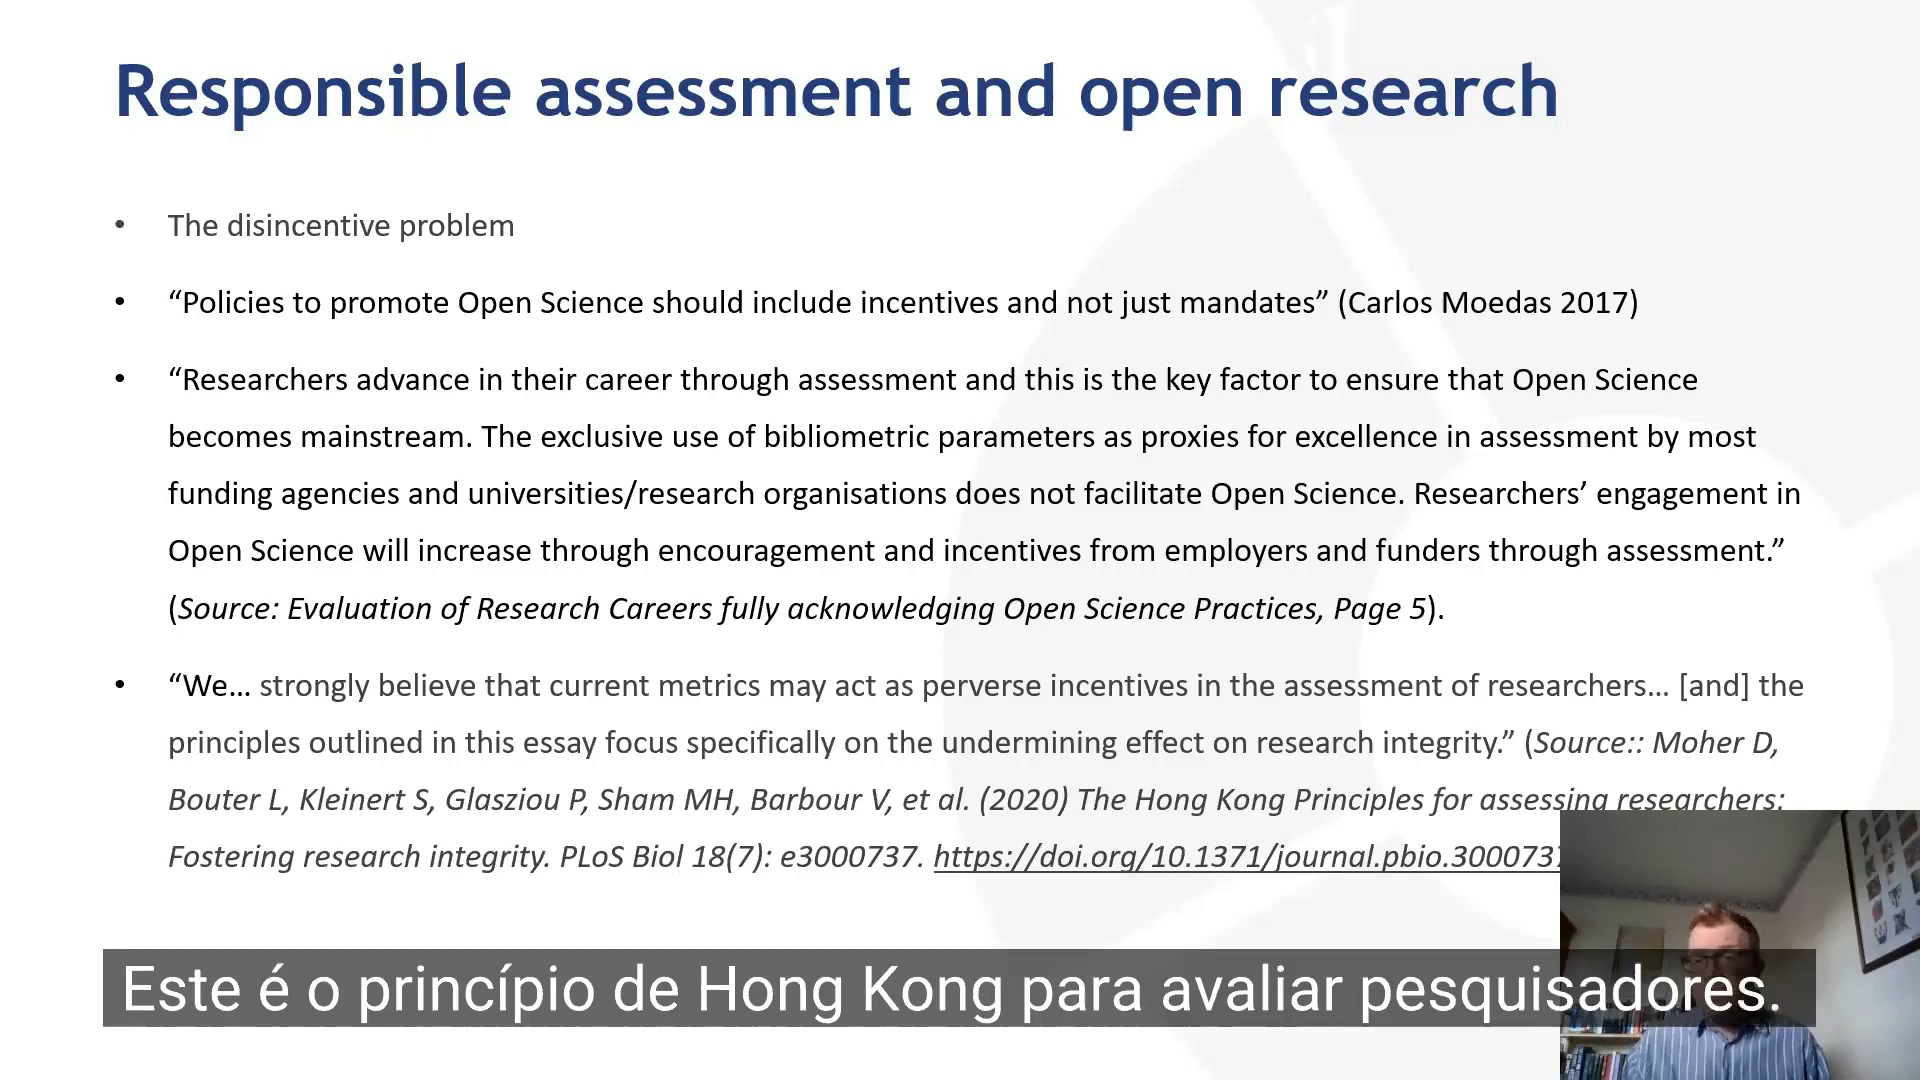 Responsible assessment and open research
• The disincentive problem
• “Policies to promote Open Science should include incentives and not just mandates” (Carlos Moedas 2017)
• “Researchers advance in their career through assessment and this is the key factor to ensure that Open Science
becomes mainstream. The exclusive use of bibliometric parameters as proxies for excellence in assessment by most
funding agencies and universities/research organisations does not facilitate Open Science. Researchers’ engagement in
Open Science will increase through encouragement and incentives from employers and funders through assessment.”
(Source: Evaluation of Research Careers fully acknowledging Open Science Practices, Page 5).
• “We… strongly believe that current metrics may act as perverse incentives in the assessment of researchers… [and] the
principles outlined in this essay focus specifically on the undermining effect on research integrity.” (Source:: Moher D,
Bouter L, Kleinert S, Glasziou P, Sham MH, Barbour V, et al. (2020) The Hong Kong Principles for assessing researchers:
Fostering research integrity. PLoS Biol 18(7): e3000737. https://doi.org/10.1371/journal.pbio.3000737
Este é o princípio de Hong Kong para avaliar pesquisadores.